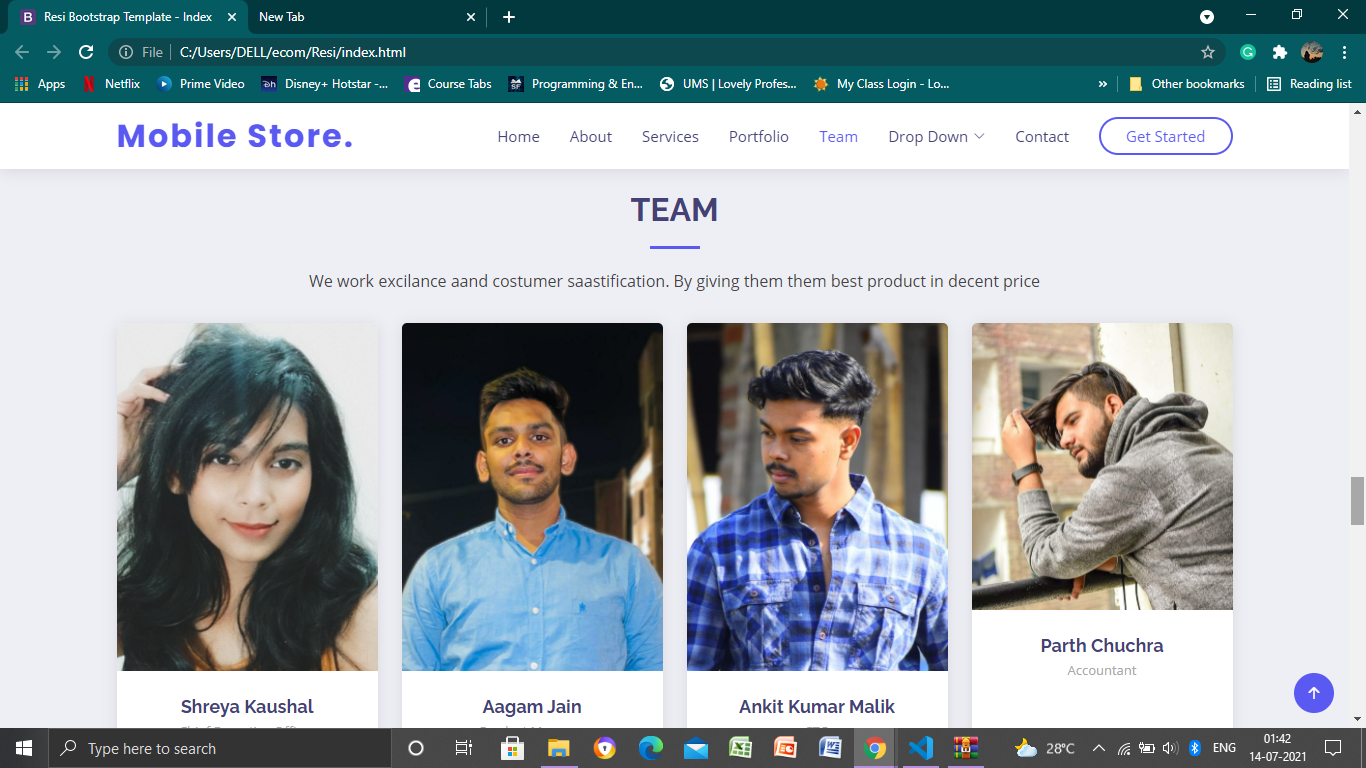 Resi Bootstrap Template - Index
New Tab
File
C:/Users/DELL/ecom/Resi/index.html
Apps
Netflix
Prime Video
Disney+ Hotstar -...
Course Tabs
Programming & En...
UMS | Lovely Profes...
My Class Login - Lo...
Other bookmarks
Reading list
Mobile Store.
Home
About
Services
Portfolio
Team
Drop Down
Contact
Get Started
TEAM
We work excilance aand costumer saastification. By giving them them best product in decent price
Shreya Kaushal
Aagam Jain
Ankit Kumar Malik
Parth Chuchra
Accountant
Type here to search
28°C
ENG
01:42
14-07-2021